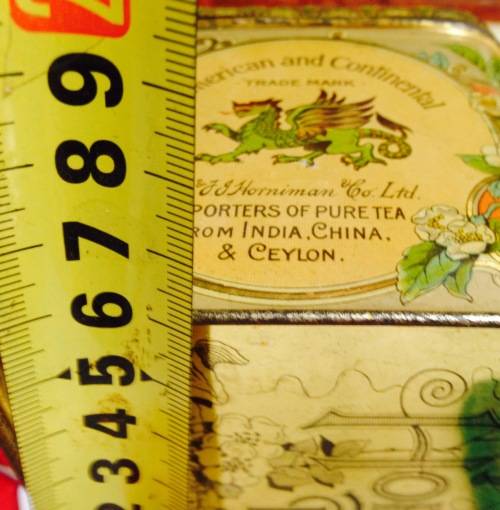 9
8
7
6
5
4
3
and Continental
TRADE MARK
& J. Horniman & Co. Ltd.
PORTERS OF PURE TEA
ROM INDIA, CHINA,
& CEYLON.